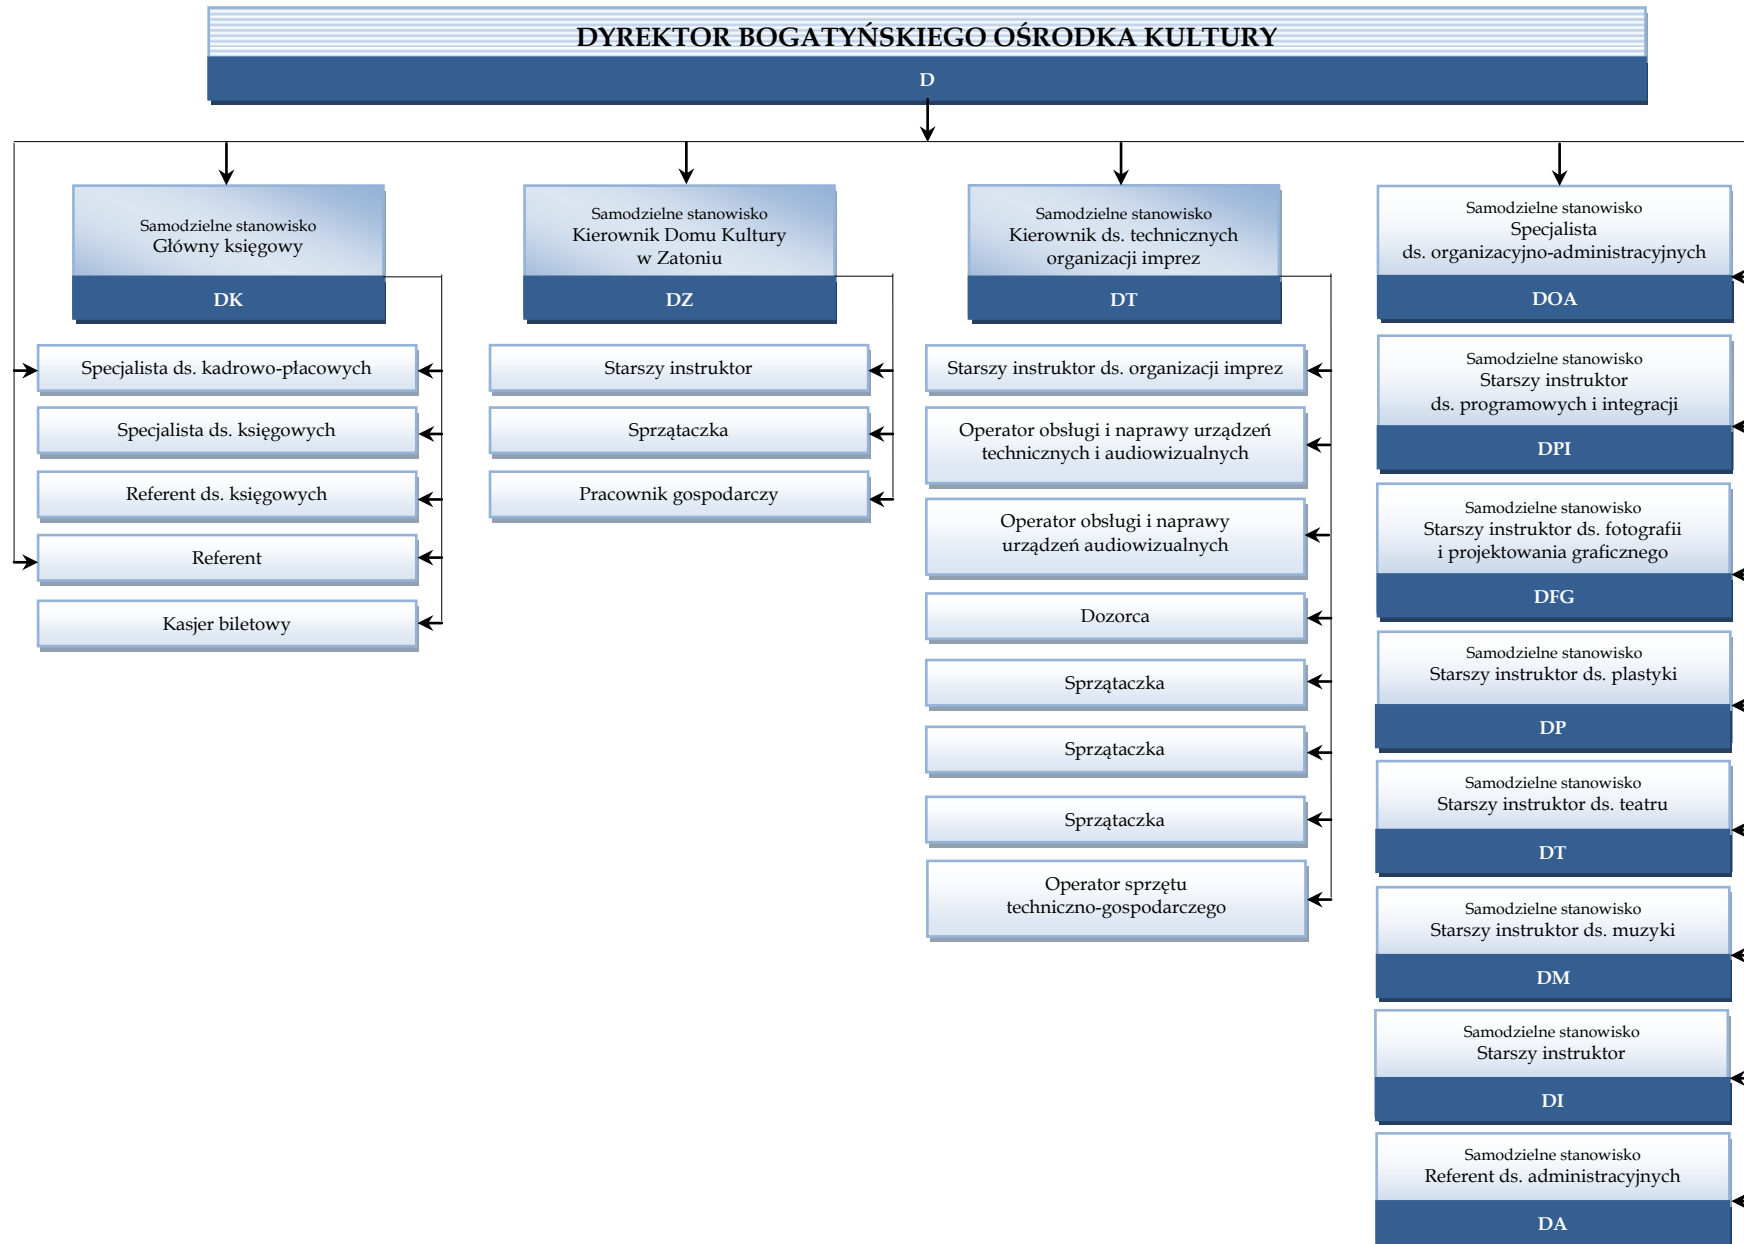 DYREKTOR BOGATYŃSKIEGO OŚRODKA KULTURY
D
Samodzielne stanowisko
Główny księgowy
DK
Specjalista ds. kadrowo-płacowych
Specjalista ds. księgowych
Referent ds. księgowych
Referent
Kasjer biletowy
Samodzielne stanowisko
Kierownik Domu Kultury
w Zatoniu
DZ
Starszy instruktor
Sprzątaczka
Pracownik gospodarczy
Samodzielne stanowisko
Kierownik ds. technicznych
organizacji imprez
DT
Starszy instruktor ds. organizacji imprez
Operator obsługi i naprawy urządzeń
technicznych i audiowizualnych
Operator obsługi i naprawy
urządzeń audiowizualnych
Dozorca
Sprzątaczka
Sprzątaczka
Sprzątaczka
Operator sprzętu
techniczno-gospodarczego
Samodzielne stanowisko
Specjalista
ds. organizacyjno-administracyjnych
DOA
Samodzielne stanowisko
Starszy instruktor
ds. programowych i integracji
DPI
Samodzielne stanowisko
Starszy instruktor ds. fotografii
i projektowania graficznego
DFG
Samodzielne stanowisko
Starszy instruktor ds. plastyki
DP
Samodzielne stanowisko
Starszy instruktor ds. teatru
DT
Samodzielne stanowisko
Starszy instruktor ds. muzyki
DM
Samodzielne stanowisko
Starszy instruktor
DI
Samodzielne stanowisko
Referent ds. administracyjnych
DA